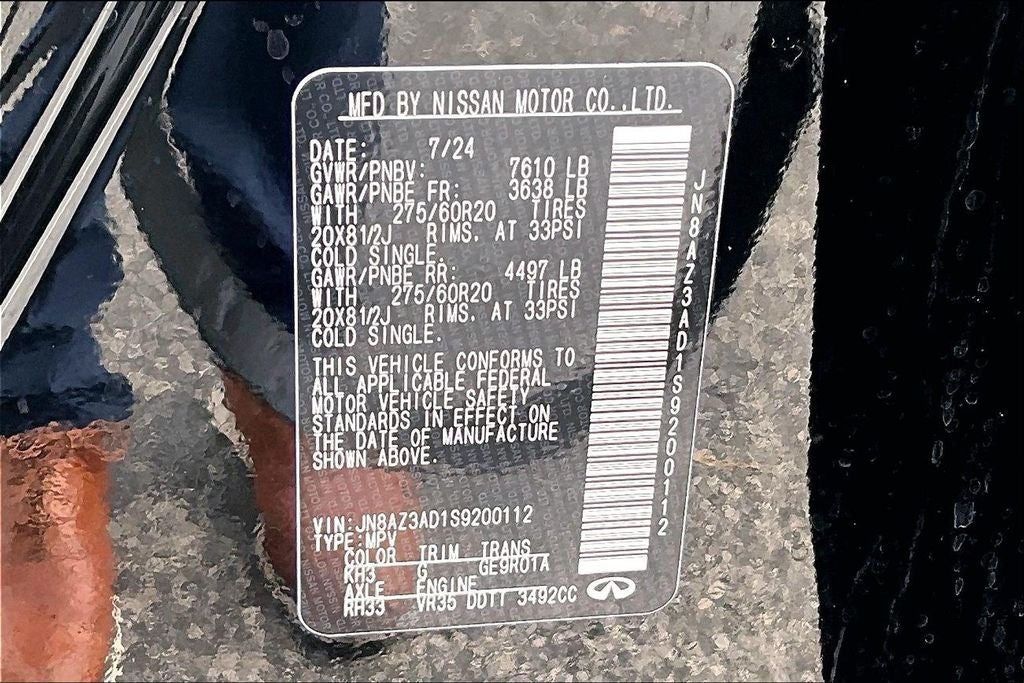 MFD BY NISSAN MOTOR CO.,LTD.
DATE: 7/24
GVWR/PNBV: 7610 LB
GAWR/PNBE FR: 3638 LB
WITH 275/60R20 TIRES
20X81/2J RIMS, AT 33PSI
COLD SINGLE.
GAWR/PNBE RR: 4497 LB
WITH 275/60R20 TIRES
20X81/2J RIMS, AT 33PSI
COLD SINGLE.
THIS VEHICLE CONFORMS TO
ALL APPLICABLE FEDERAL
MOTOR VEHICLE SAFETY
STANDARDS IN EFFECT ON
THE DATE OF MANUFACTURE
SHOWN ABOVE.
VIN:JN8AZ3AD1S9200112
TYPE:MPV
COLOR TRIM TRANS
KH3 G GE9R01A
AXLE ENGINE
RH33 VR35 DDTT 3492CC
JN8AZ3AD1S9200112